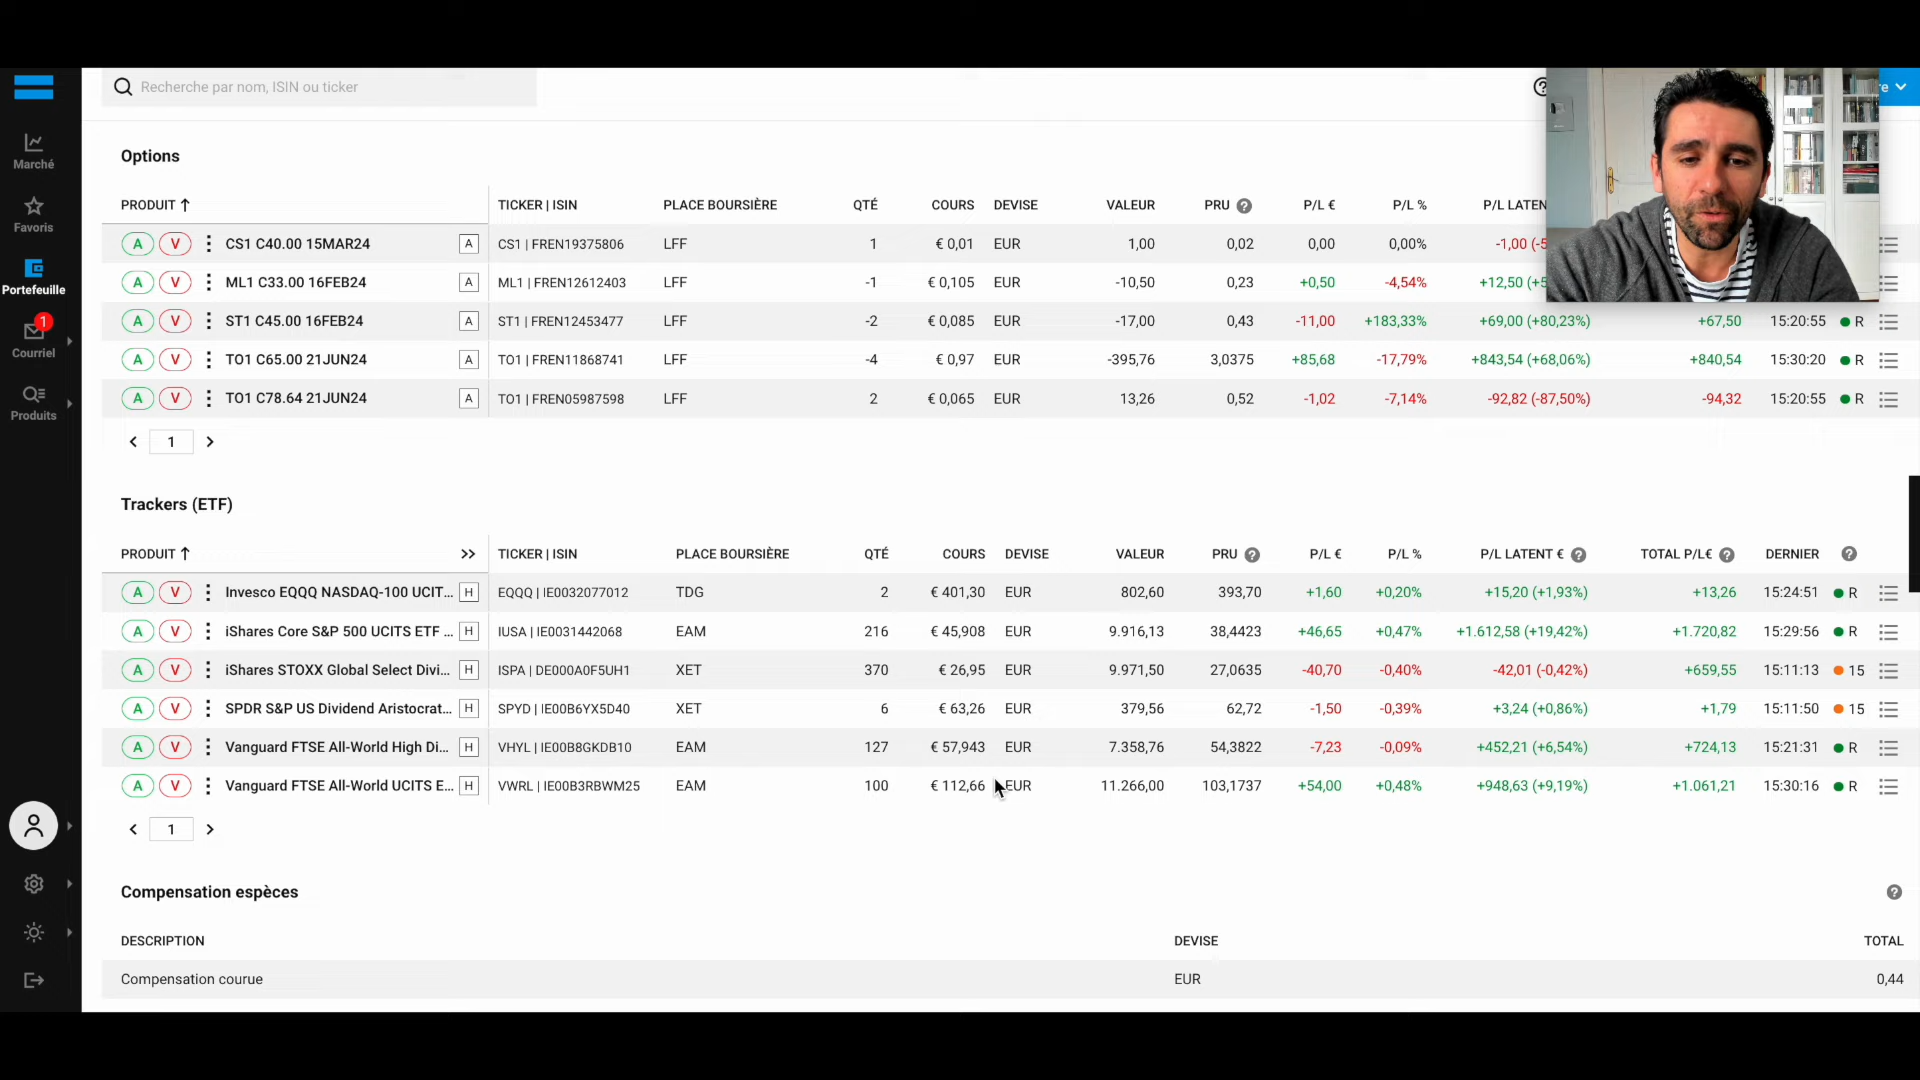 Recherche par nom, ISIN ou ticker
re
Marché
Favoris
Portefeuille
1
Courriel
Produits
Options
PRODUIT ↑ TICKER | ISIN PLACE BOURSIÈRE QTÉ COURS DEVISE VALEUR PRU ? P/L € P/L % P/L LATEN
A V CS1 C40.00 15MAR24 A CS1 | FREN19375806 LFF 1 € 0,01 EUR 1,00 0,02 0,00 0,00% -1,00 (-5
A V ML1 C33.00 16FEB24 A ML1 | FREN12612403 LFF -1 € 0,105 EUR -10,50 0,23 +0,50 -4,54% +12,50 (+5
A V ST1 C45.00 16FEB24 A ST1 | FREN12453477 LFF -2 € 0,085 EUR -17,00 0,43 -11,00 +183,33% +69,00 (+80,23%) +67,50 15:20:55 R
A V TO1 C65.00 21JUN24 A TO1 | FREN11868741 LFF -4 € 0,97 EUR -395,76 3,0375 +85,68 -17,79% +843,54 (+68,06%) +840,54 15:30:20 R
A V TO1 C78.64 21JUN24 A TO1 | FREN05987598 LFF 2 € 0,065 EUR 13,26 0,52 -1,02 -7,14% -92,82 (-87,50%) -94,32 15:20:55 R
< 1 >
Trackers (ETF)
PRODUIT ↑ >> TICKER | ISIN PLACE BOURSIÈRE QTÉ COURS DEVISE VALEUR PRU ? P/L € P/L % P/L LATENT € ? TOTAL P/L€ ? DERNIER ?
A V Invesco EQQQ NASDAQ-100 UCIT... H EQQQ | IE0032077012 TDG 2 € 401,30 EUR 802,60 393,70 +1,60 +0,20% +15,20 (+1,93%) +13,26 15:24:51 R
A V iShares Core S&P 500 UCITS ETF ... H IUSA | IE0031442068 EAM 216 € 45,908 EUR 9.916,13 38,4423 +46,65 +0,47% +1.612,58 (+19,42%) +1.720,82 15:29:56 R
A V iShares STOXX Global Select Divi... H ISPA | DE000A0F5UH1 XET 370 € 26,95 EUR 9.971,50 27,0635 -40,70 -0,40% -42,01 (-0,42%) +659,55 15:11:13 15
A V SPDR S&P US Dividend Aristocrat... H SPYD | IE00B6YX5D40 XET 6 € 63,26 EUR 379,56 62,72 -1,50 -0,39% +3,24 (+0,86%) +1,79 15:11:50 15
A V Vanguard FTSE All-World High Di... H VHYL | IE00B8GKDB10 EAM 127 € 57,943 EUR 7.358,76 54,3822 -7,23 -0,09% +452,21 (+6,54%) +724,13 15:21:31 R
A V Vanguard FTSE All-World UCITS E... H VWRL | IE00B3RBWM25 EAM 100 € 112,66 EUR 11.266,00 103,1737 +54,00 +0,48% +948,63 (+9,19%) +1.061,21 15:30:16 R
< 1 >
Compensation espèces ?
DESCRIPTION DEVISE TOTAL
Compensation courue EUR 0,44